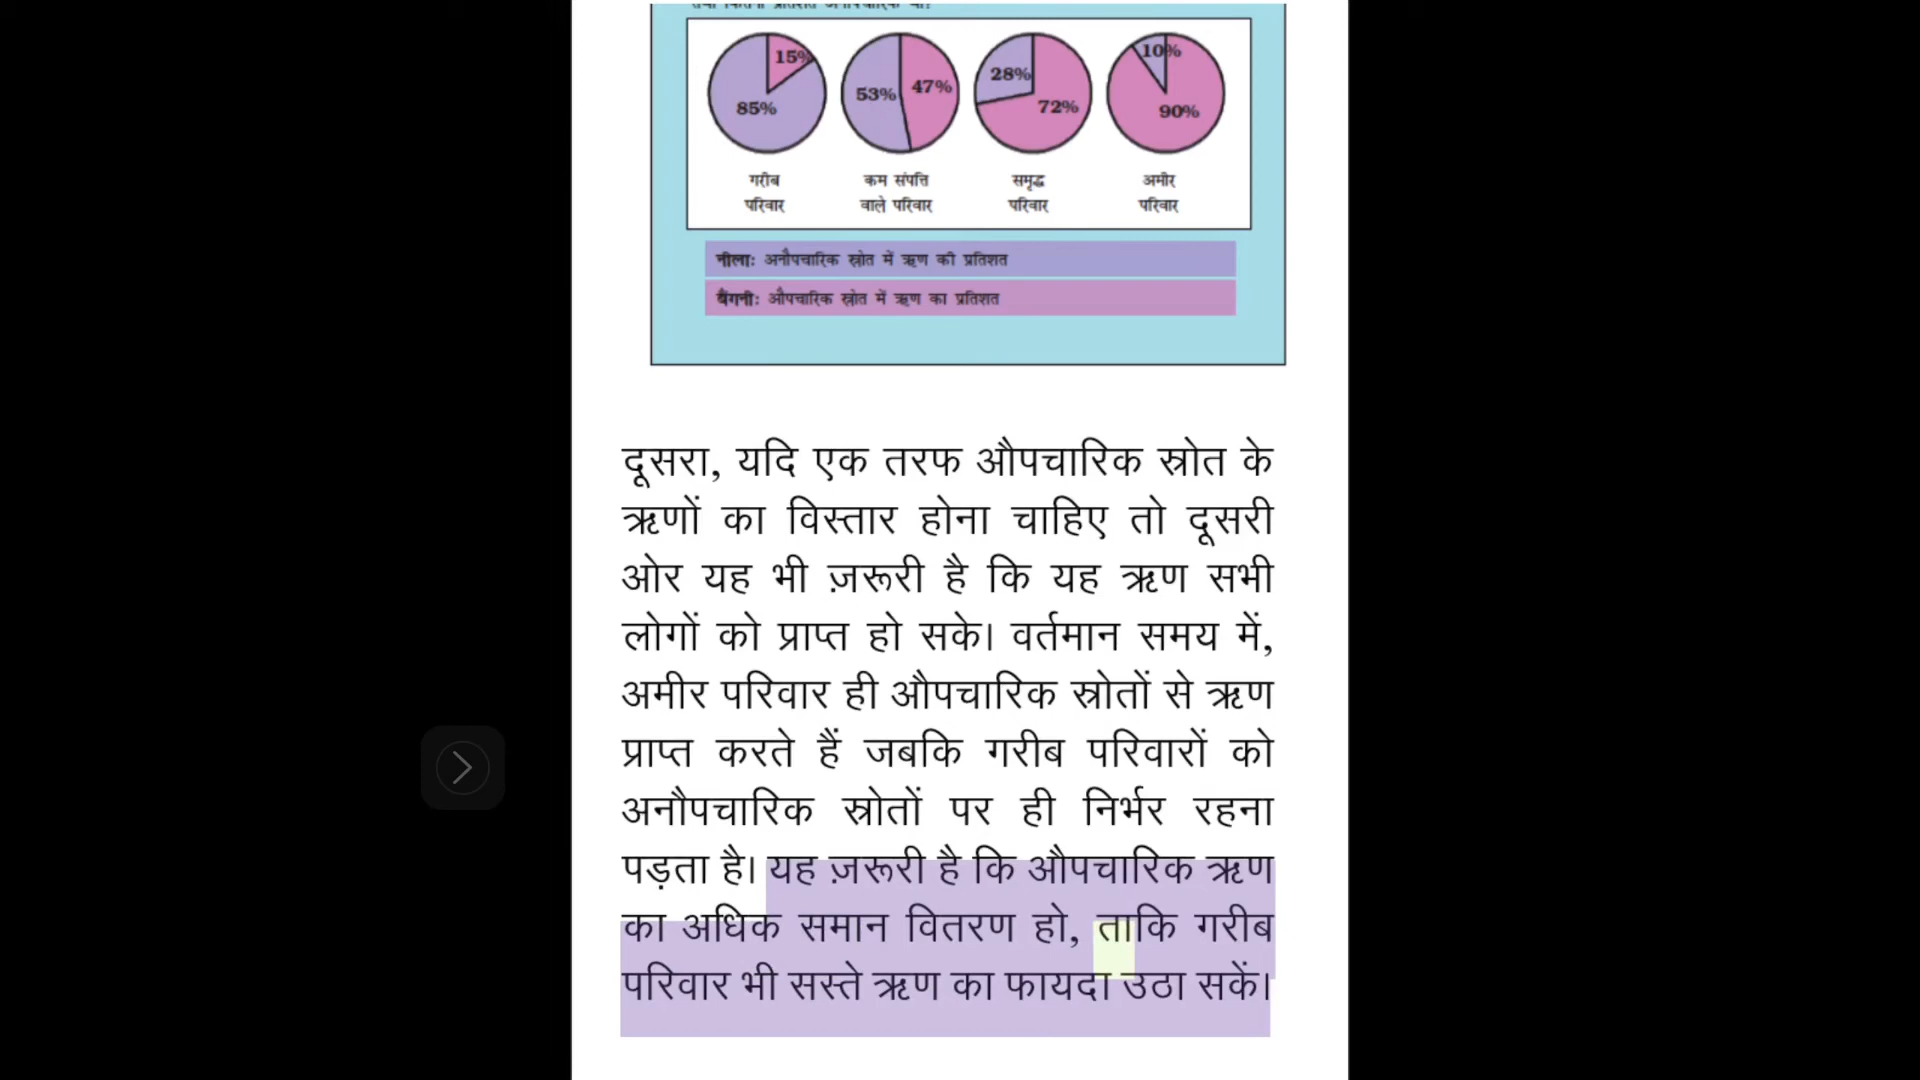 15%
85%
53%
47%
28%
72%
10%
90%
गरीब परिवार
कम संपत्ति वाले परिवार
समृद्ध परिवार
अमीर परिवार
नीला: अनौपचारिक स्रोत में ऋण की प्रतिशत
बैंगनी: औपचारिक स्रोत में ऋण का प्रतिशत
दूसरा, यदि एक तरफ औपचारिक स्रोत के
ऋणों का विस्तार होना चाहिए तो दूसरी
ओर यह भी ज़रूरी है कि यह ऋण सभी
लोगों को प्राप्त हो सके। वर्तमान समय में,
अमीर परिवार ही औपचारिक स्रोतों से ऋण
प्राप्त करते हैं जबकि गरीब परिवारों को
अनौपचारिक स्रोतों पर ही निर्भर रहना
पड़ता है। यह ज़रूरी है कि औपचारिक ऋण
का अधिक समान वितरण हो, ताकि गरीब
परिवार भी सस्ते ऋण का फायदा उठा सकें।